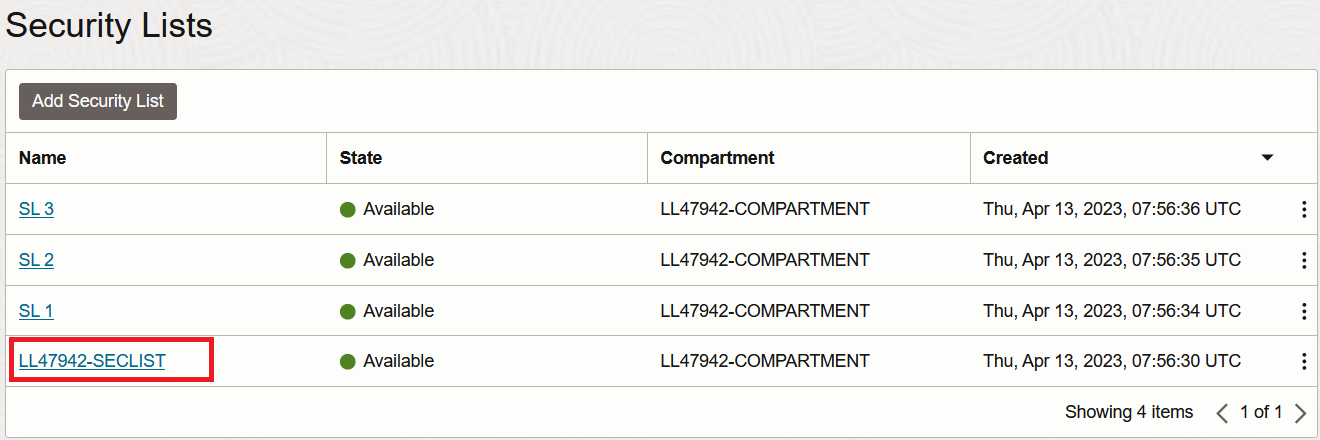 Security Lists
Add Security List
Name State Compartment Created
SL 3 Available LL47942-COMPARTMENT Thu, Apr 13, 2023, 07:56:36 UTC
SL 2 Available LL47942-COMPARTMENT Thu, Apr 13, 2023, 07:56:35 UTC
SL 1 Available LL47942-COMPARTMENT Thu, Apr 13, 2023, 07:56:34 UTC
LL47942-SECLIST Available LL47942-COMPARTMENT Thu, Apr 13, 2023, 07:56:30 UTC
Showing 4 items 1 of 1